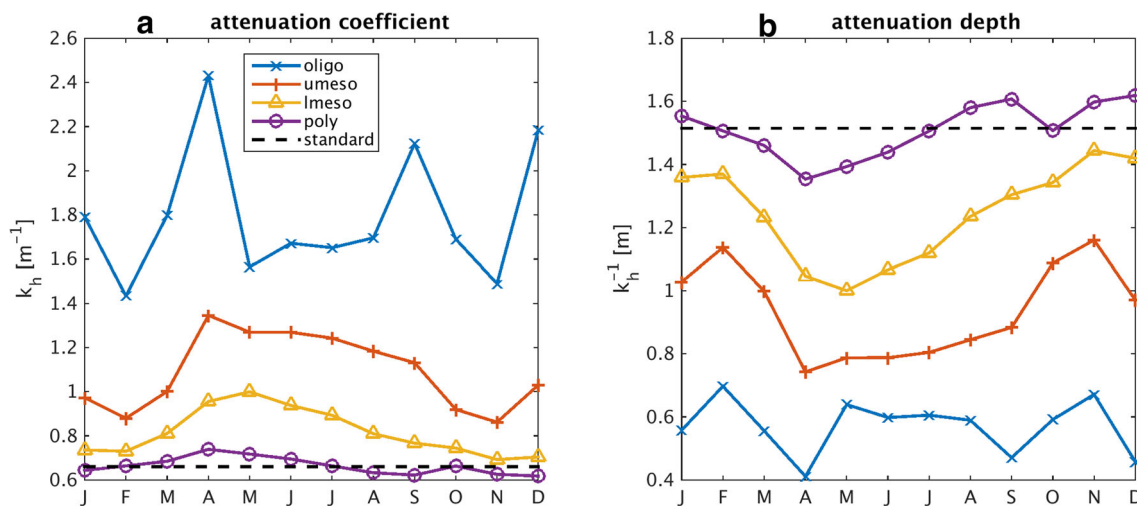 a attenuation coefficient
2.6
2.4
2.2
2
1.8
1.6
1.4
1.2
1
0.8
0.6
k_h [m^-1]
oligo
umeso
lmeso
poly
standard
J F M A M J J A S O N D
b attenuation depth
1.8
1.6
1.4
1.2
1
0.8
0.6
0.4
k_h^-1 [m]
J F M A M J J A S O N D